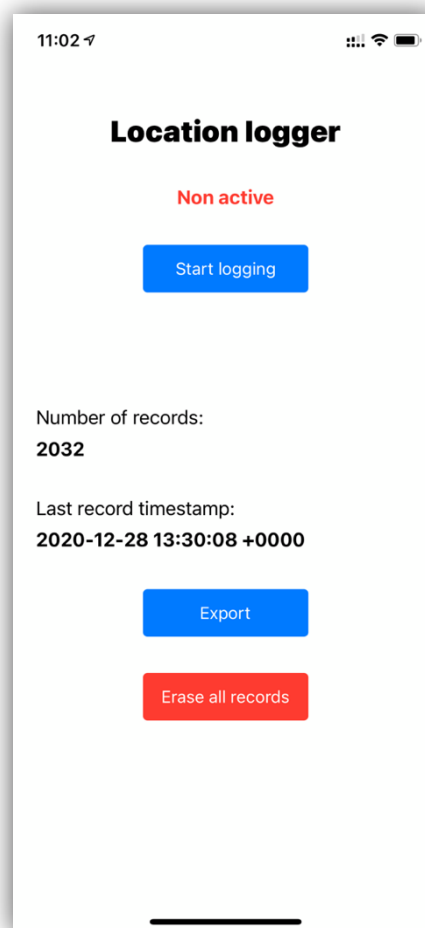 11:02
Location logger
Non active
Start logging
Number of records:
2032
Last record timestamp:
2020-12-28 13:30:08 +0000
Export
Erase all records